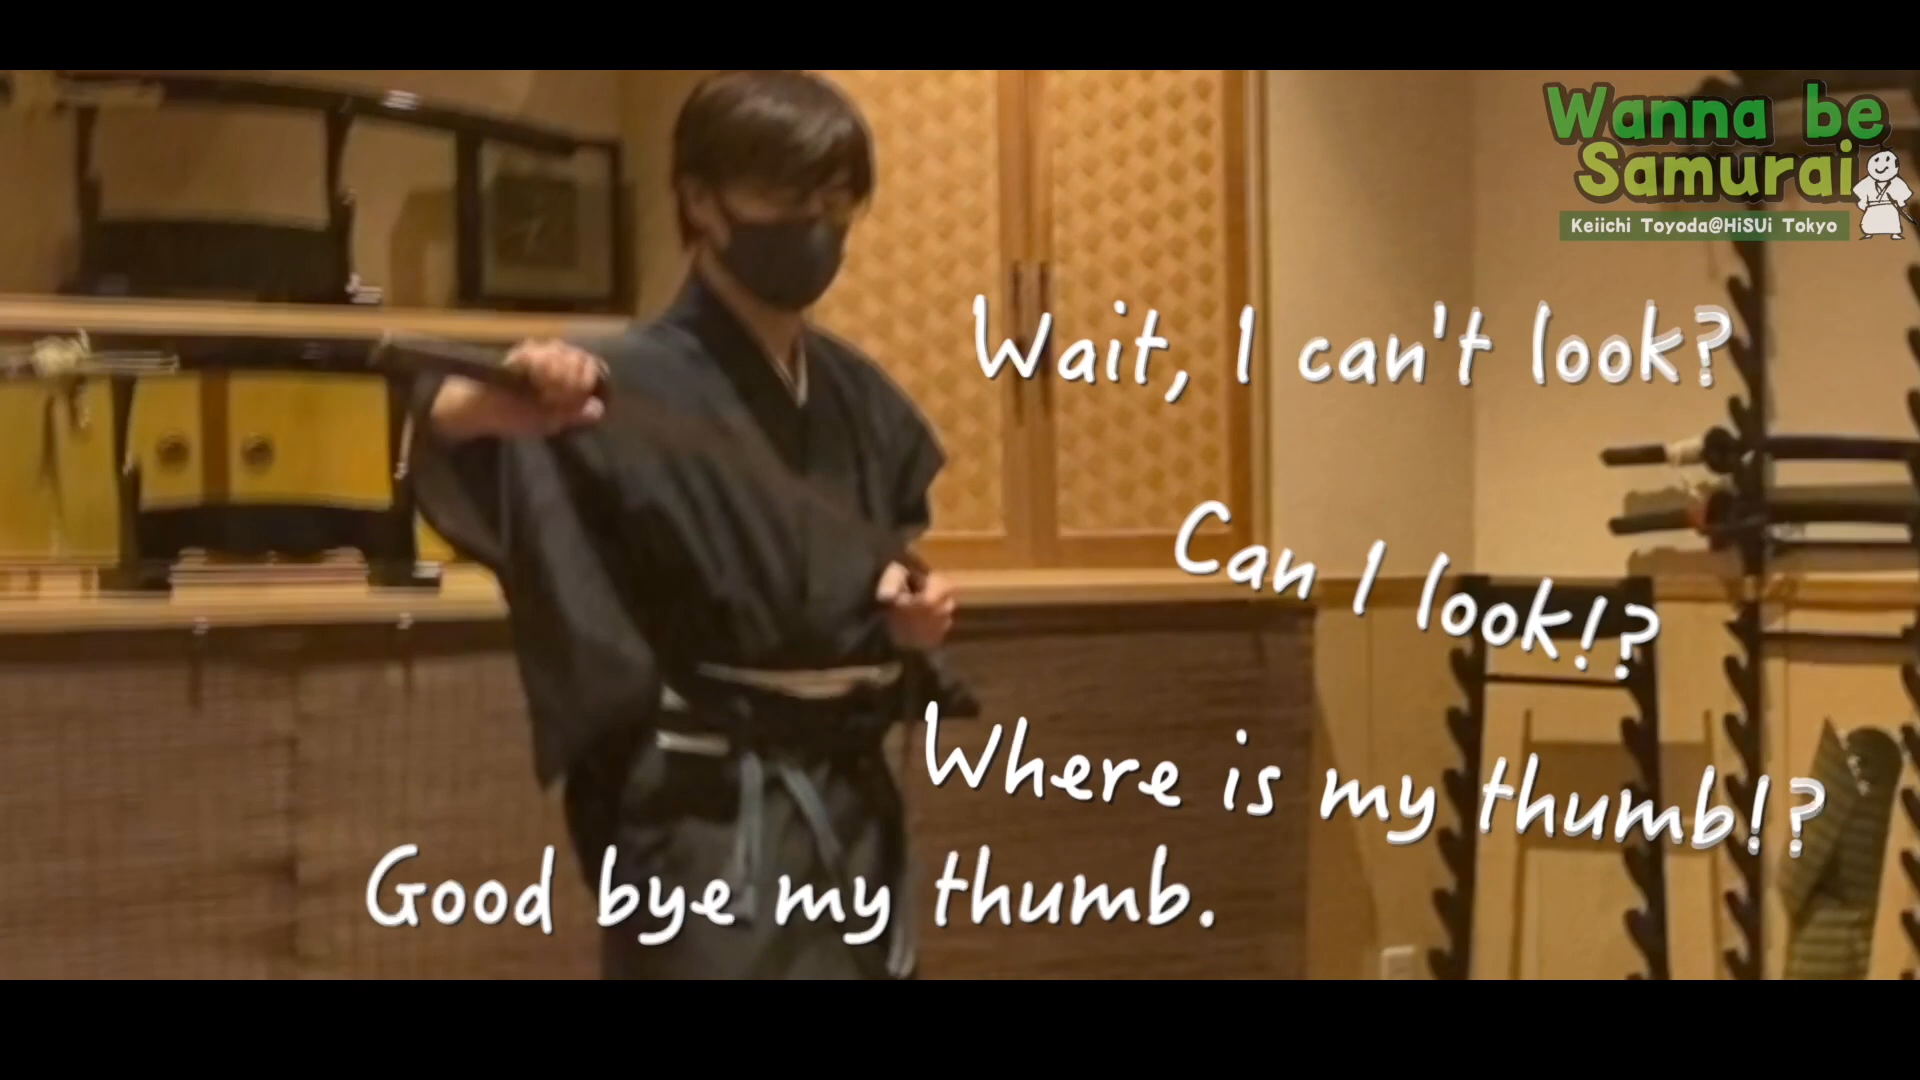 Wanna be
Samurai
Keiichi Toyoda@HiSUi Tokyo
Wait, I can't look?
Can I look!?
Where is my thumb!?
Good bye my thumb.